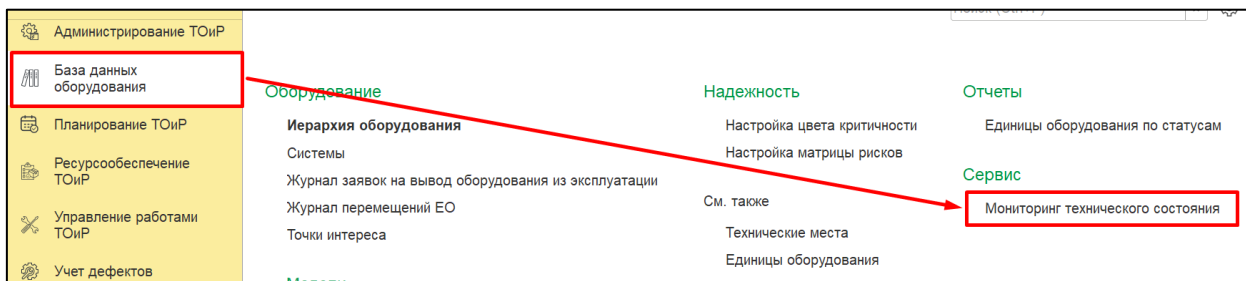 Администрирование ТОиР
База данных
оборудования
Планирование ТОиР
Ресурсообеспечение
ТОиР
Управление работами
ТОиР
Учет дефектов
Оборудование
Иерархия оборудования
Системы
Журнал заявок на вывод оборудования из эксплуатации
Журнал перемещений ЕО
Точки интереса
Надежность
Настройка цвета критичности
Настройка матрицы рисков
См. также
Технические места
Единицы оборудования
Отчеты
Единицы оборудования по статусам
Сервис
Мониторинг технического состояния